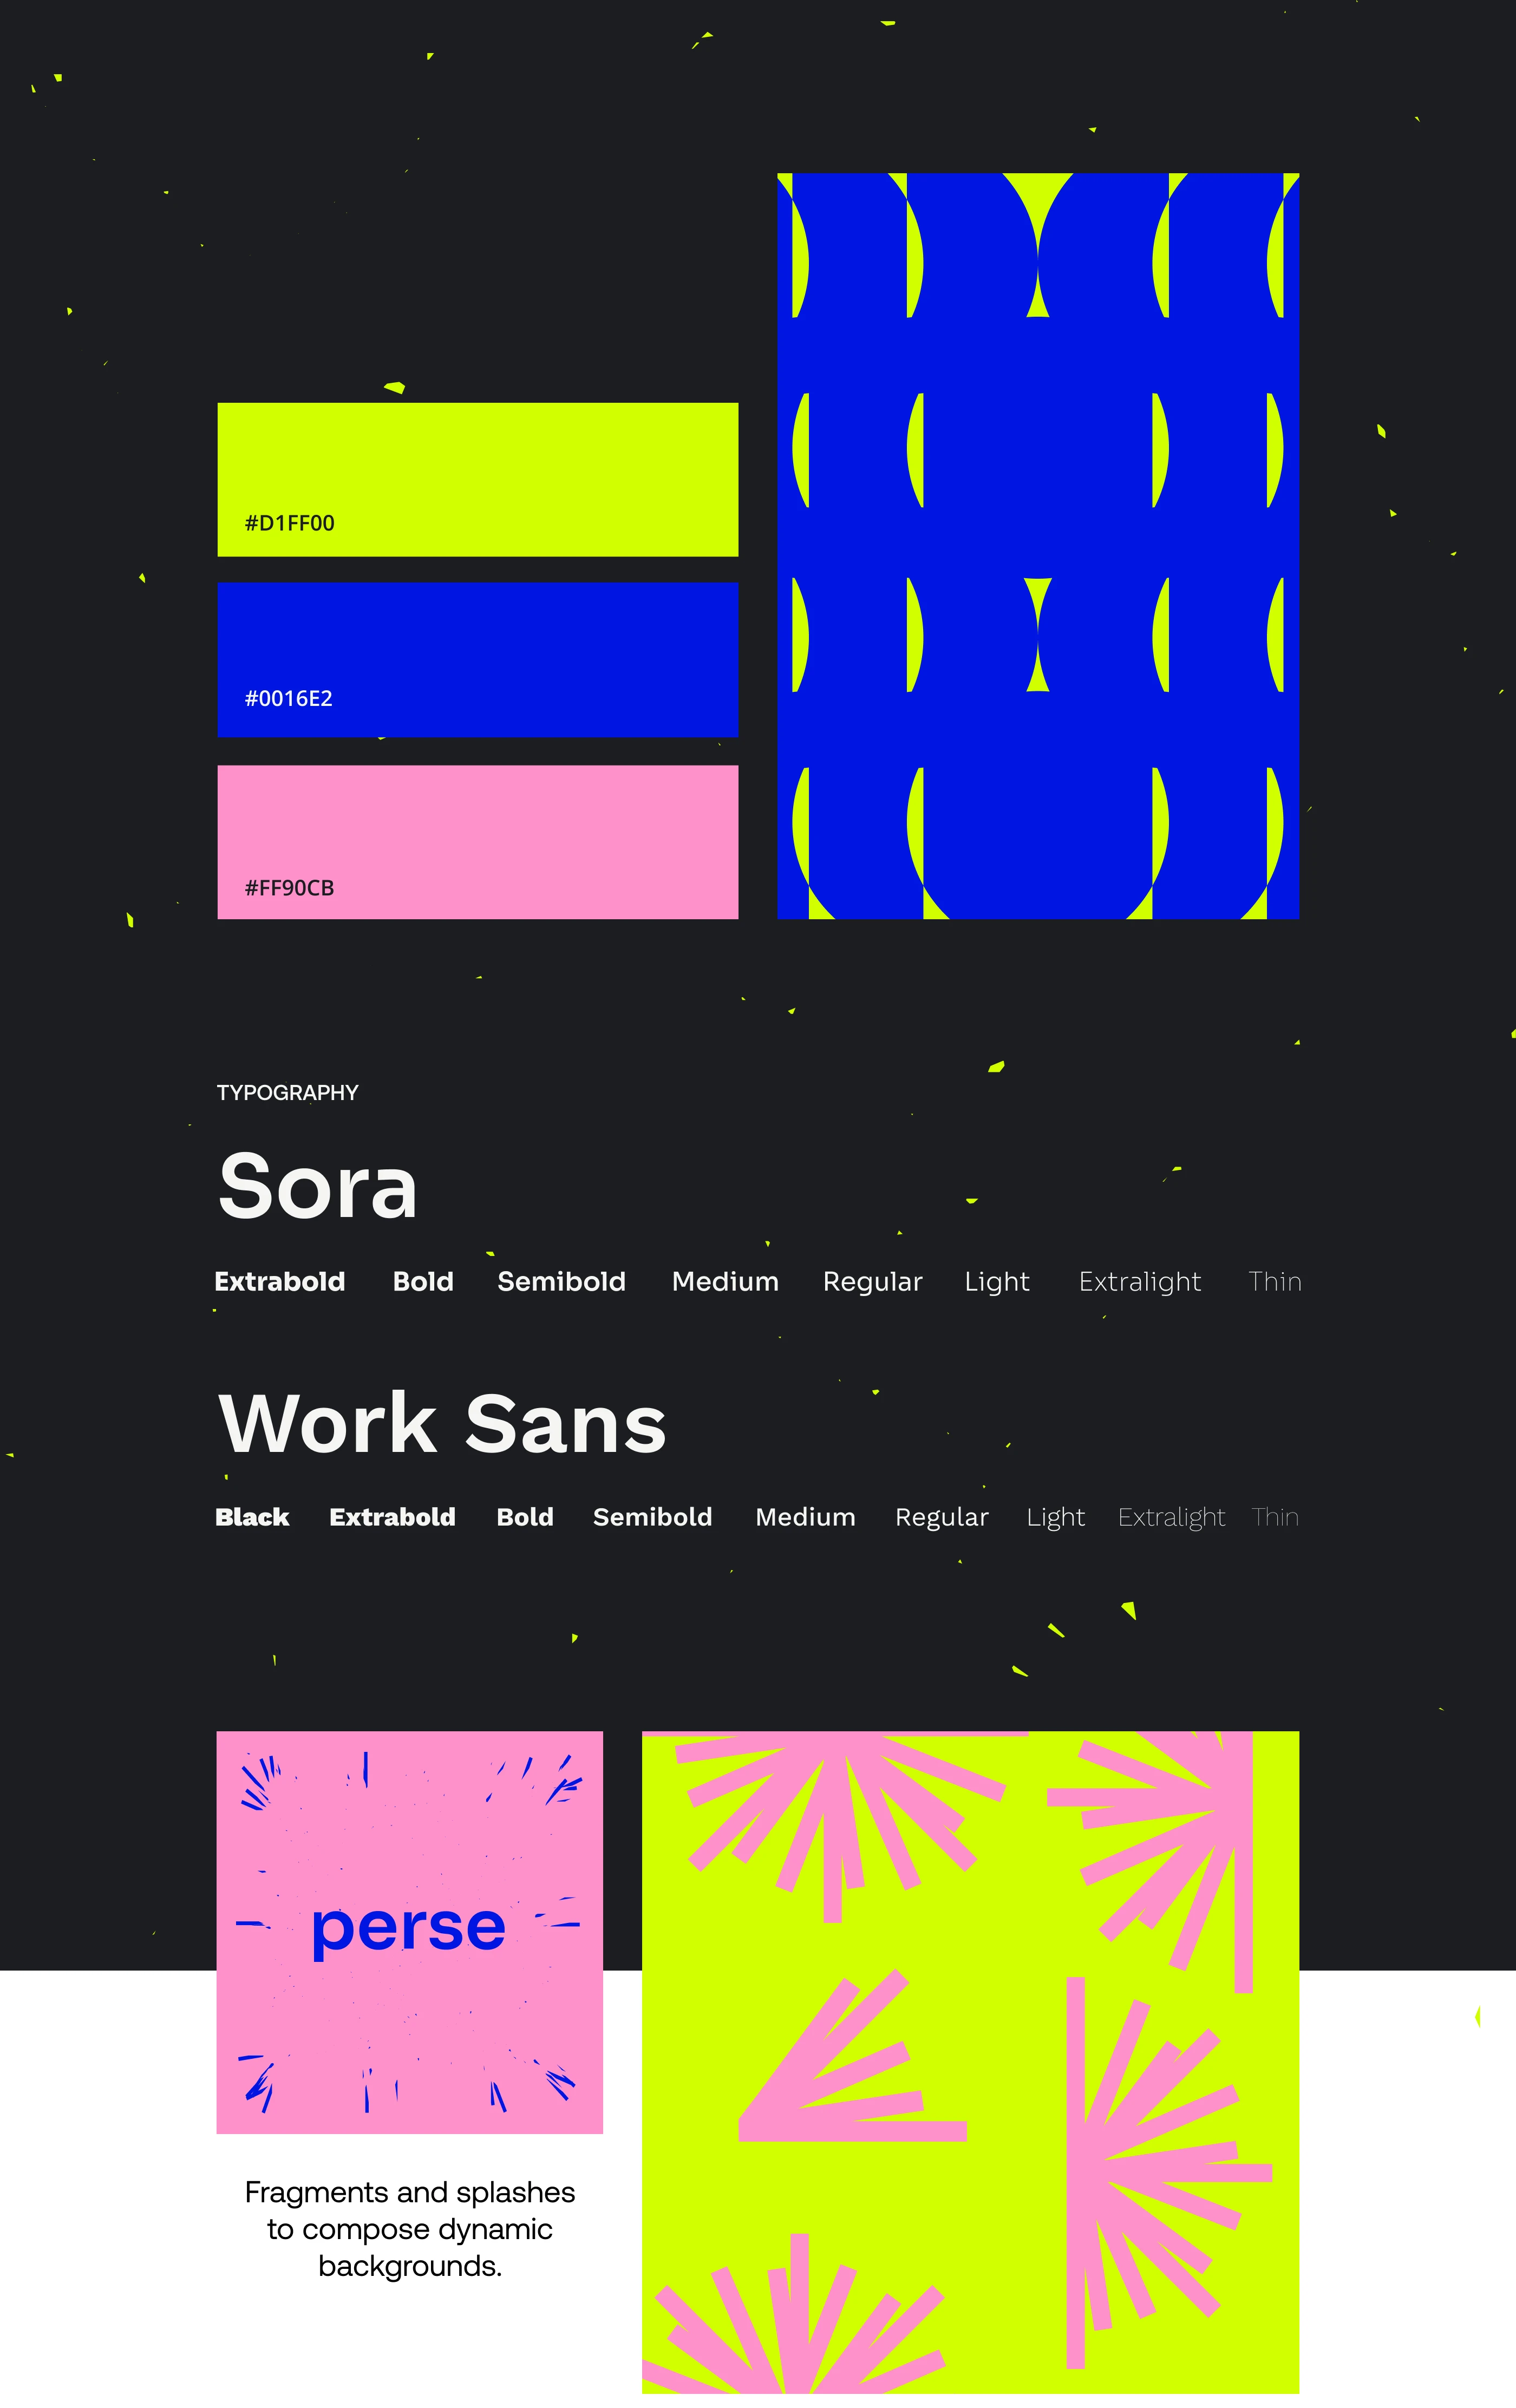 #D1FF00
#0016E2
#FF90CB
TYPOGRAPHY
Sora
Extrabold Bold Semibold Medium Regular Light Extralight Thin
Work Sans
Black Extrabold Bold Semibold Medium Regular Light Extralight Thin
perse
Fragments and splashes
to compose dynamic
backgrounds.